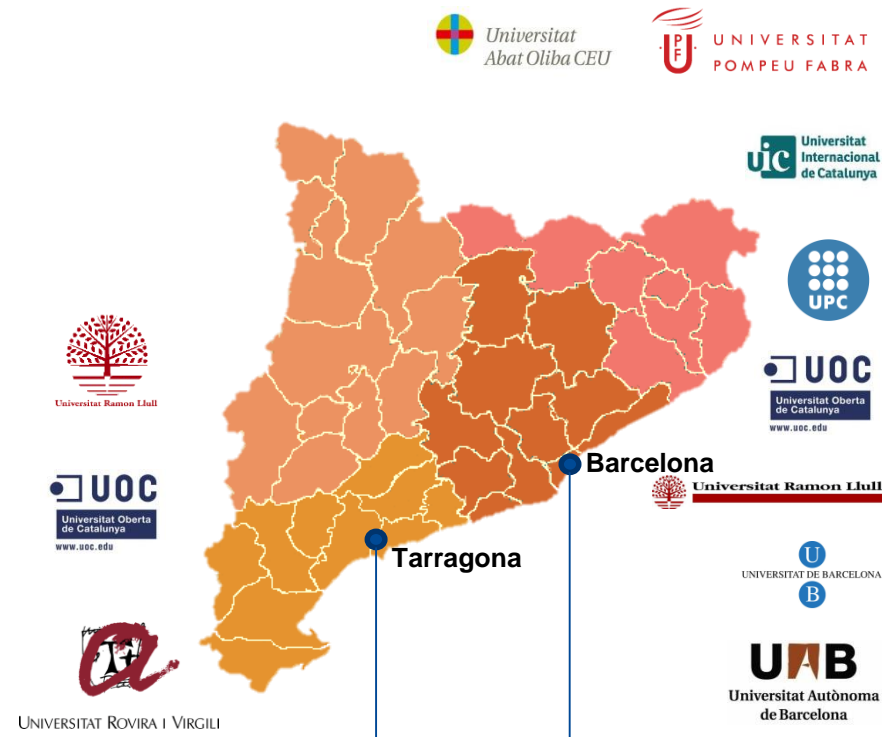 Universitat
Abat Oliba CEU
UNIVERSITAT
POMPEU FABRA
UPF
uic
Universitat
Internacional
de Catalunya
UPC
Universitat Ramon Llull
UOC
Universitat Oberta
de Catalunya
www.uoc.edu
Barcelona
Universitat Ramon Llull
UOC
Universitat Oberta
de Catalunya
www.uoc.edu
Tarragona
U
UNIVERSITAT DE BARCELONA
B
UNIVERSITAT ROVIRA I VIRGILI
UAB
Universitat Autònoma
de Barcelona